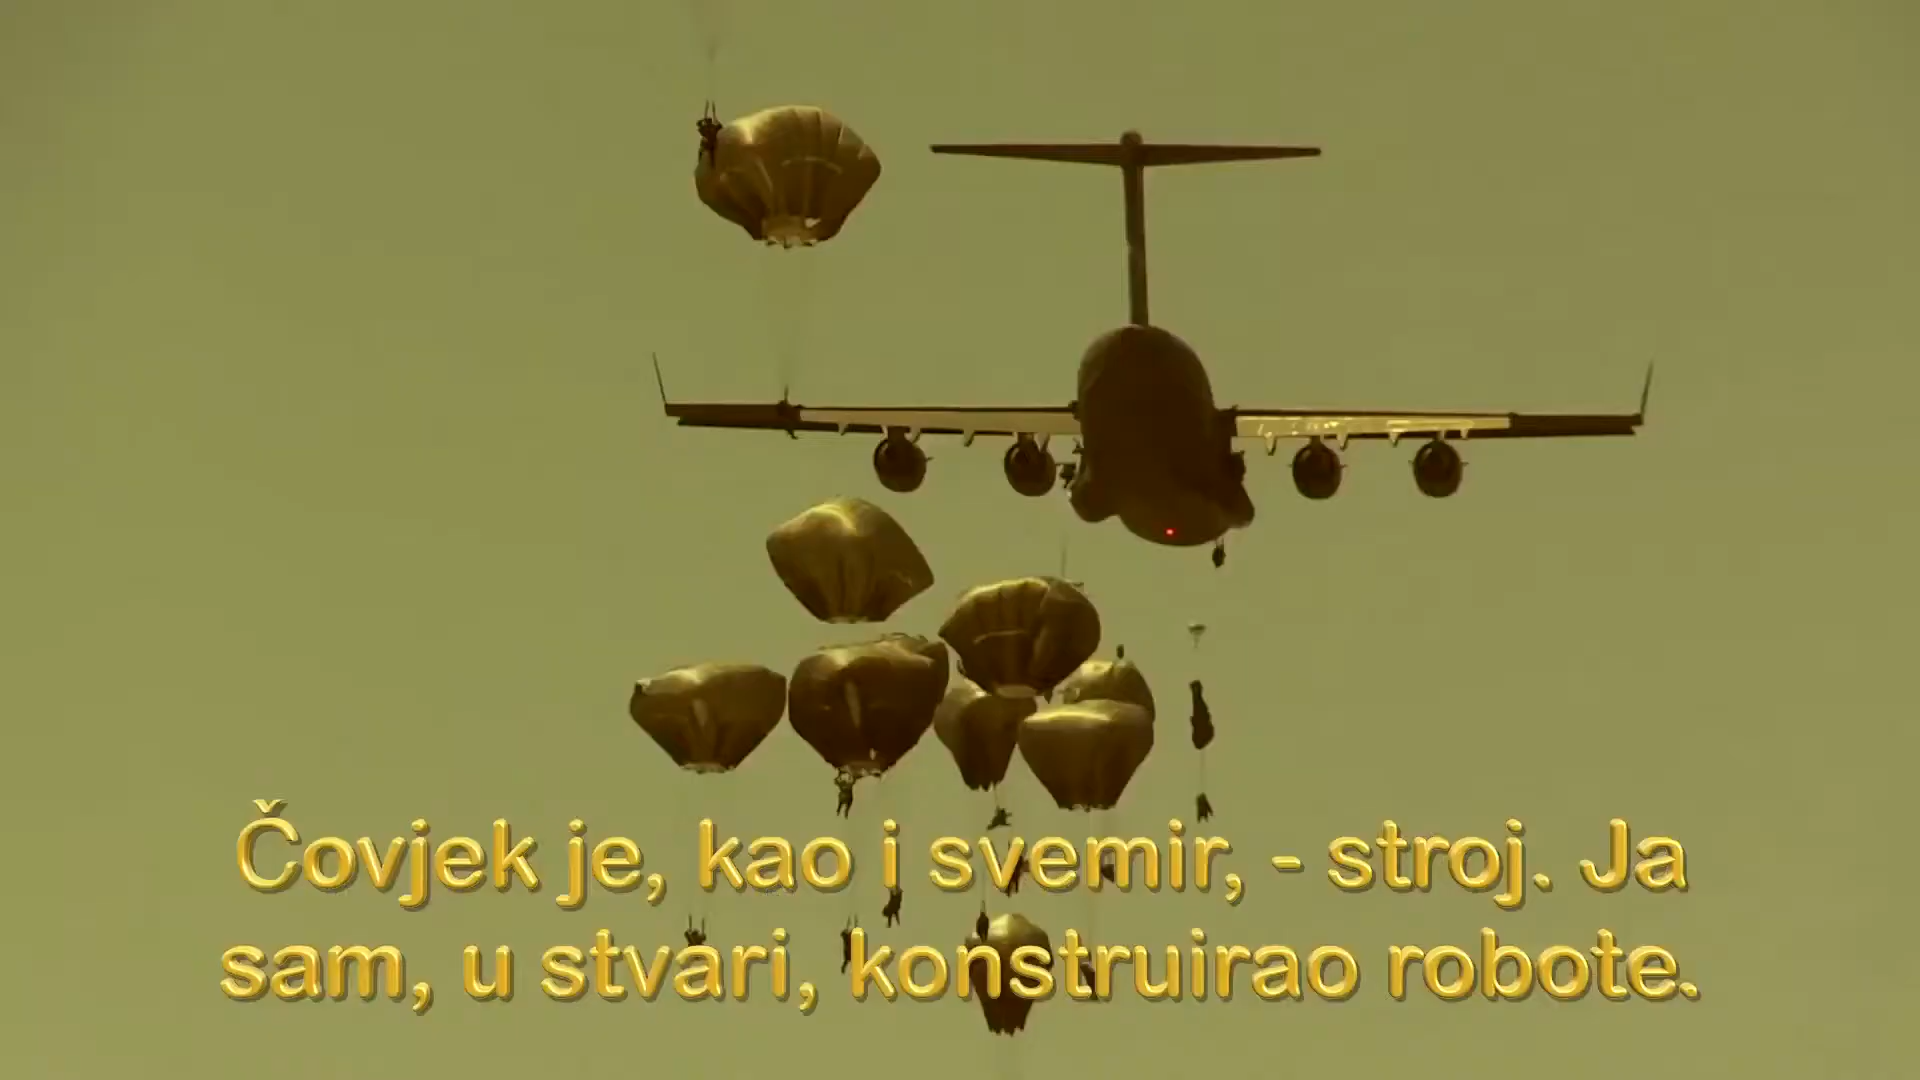 Čovjek je, kao i svemir, - stroj. Ja
sam, u stvari, konstruirao robote.